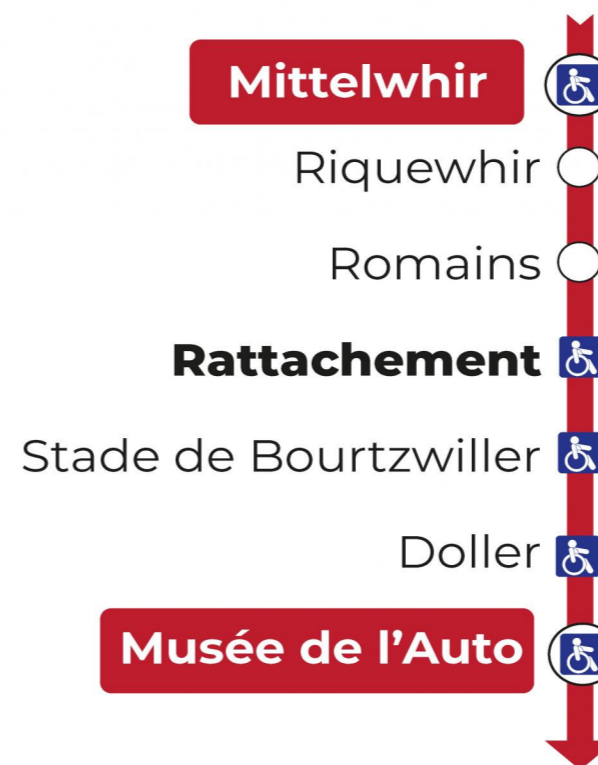 Mittelwhir
Riquewhir
Romains
Rattachement
Stade de Bourtzwiller
Doller
Musée de l’Auto